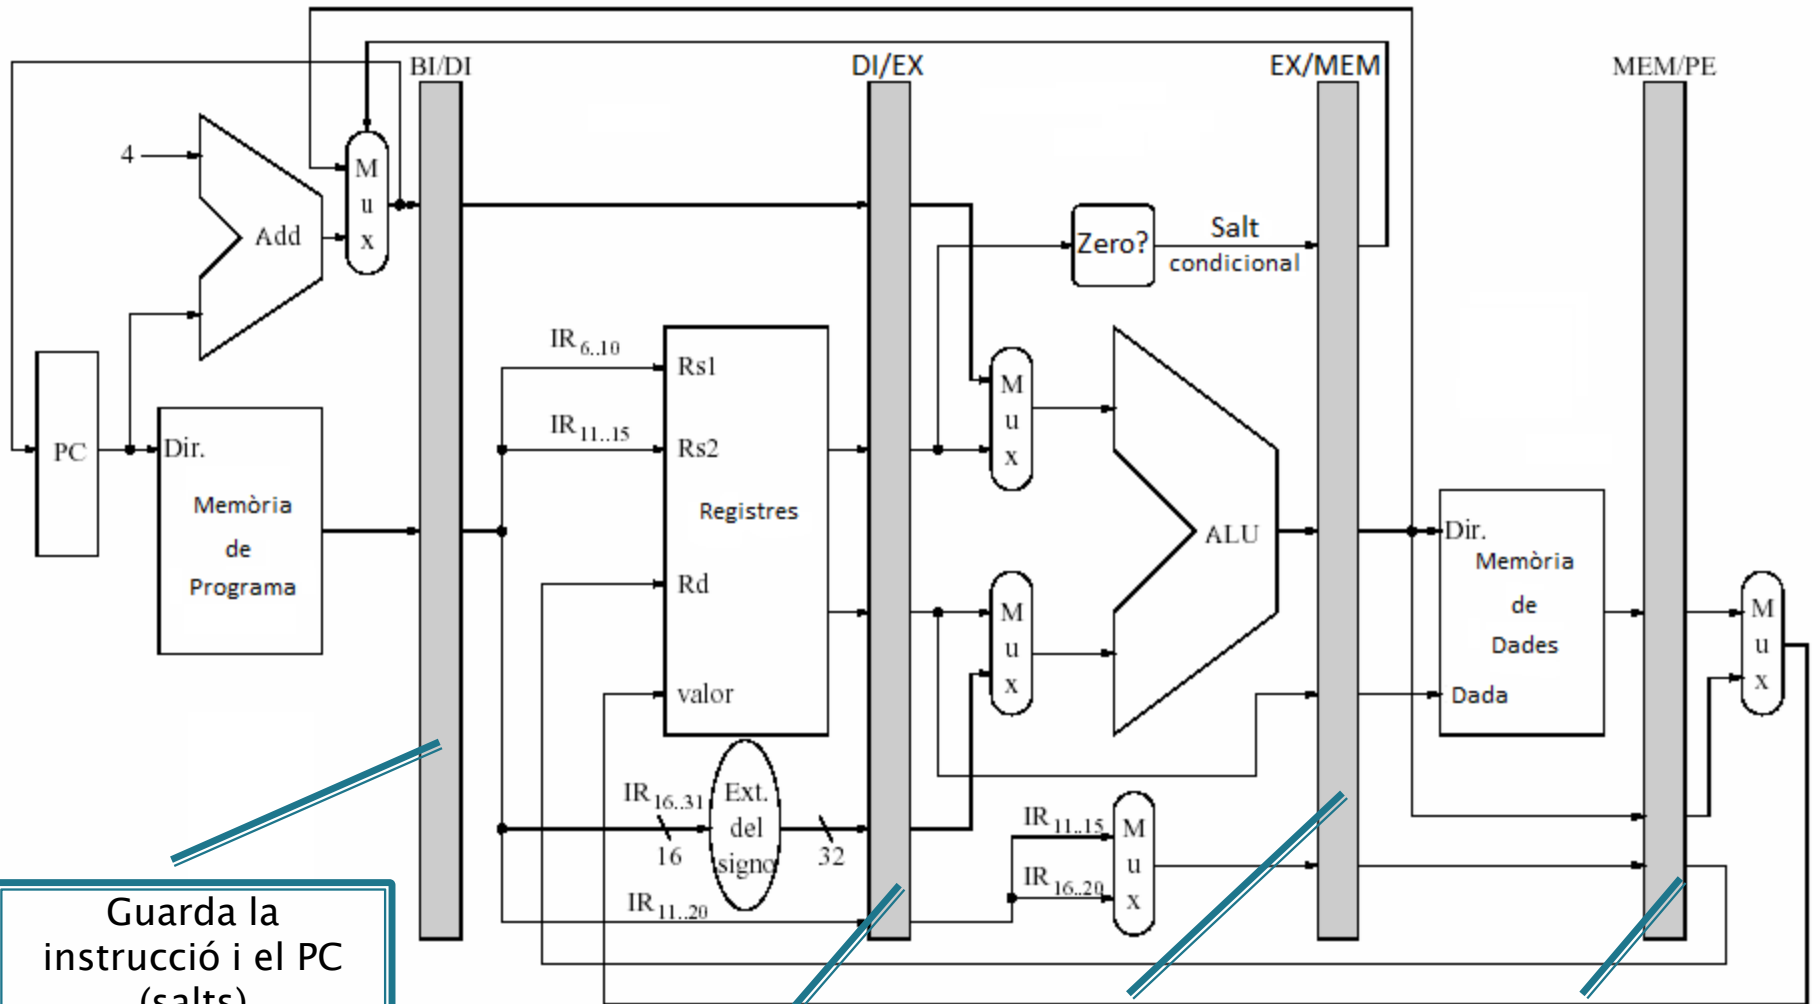 BI/DI
DI/EX
EX/MEM
MEM/PE
4
Add
M
u
x
PC
Dir.
Memòria
de
Programa
IR6..10
IR11..15
Rs1
Rs2
Registres
Rd
valor
IR16..31
16
Ext.
del
signo
32
IR11..20
Zero?
Salt
condicional
M
u
x
M
u
x
ALU
IR11..15
IR16..20
M
u
x
Dir.
Memòria
de
Dades
Dada
M
u
x
Guarda la
instrucció i el PC
(salts)